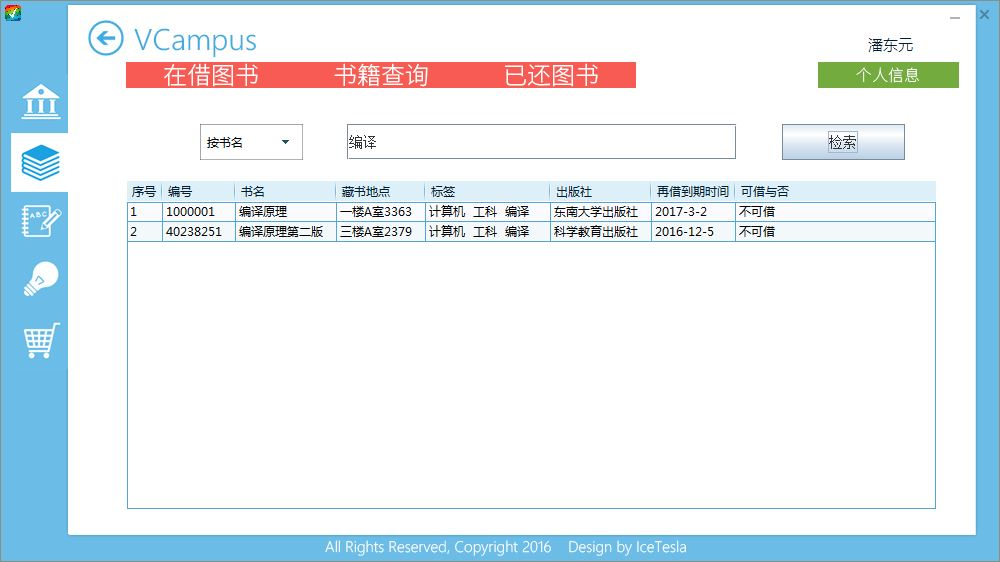 VCampus
潘东元
在借图书 书籍查询 已还图书
个人信息
按书名 编译 检索
序号 编号 书名 藏书地点 标签 出版社 再借到期时间 可借与否
1 1000001 编译原理 一楼A室3363 计算机 工科 编译 东南大学出版社 2017-3-2 不可借
2 40238251 编译原理第二版 三楼A室2379 计算机 工科 编译 科学教育出版社 2016-12-5 不可借
ABC
All Rights Reserved, Copyright 2016 Design by IceTesla